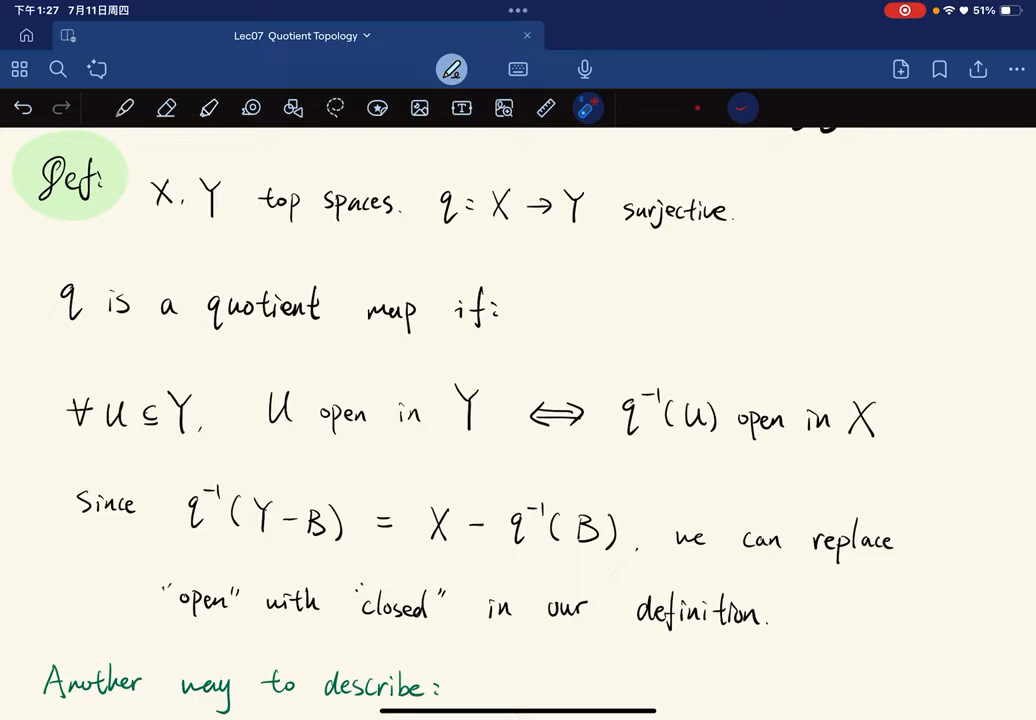 下午1:27 7月11日周四
51%
Lec07 Quotient Topology
Def:
X, Y top spaces. q: X → Y surjective.
q is a quotient map if:
∀ U ⊆ Y, U open in Y ⟺ q⁻¹(U) open in X
Since q⁻¹(Y-B) = X - q⁻¹(B), we can replace
"open" with "closed" in our definition.
Another way to describe: